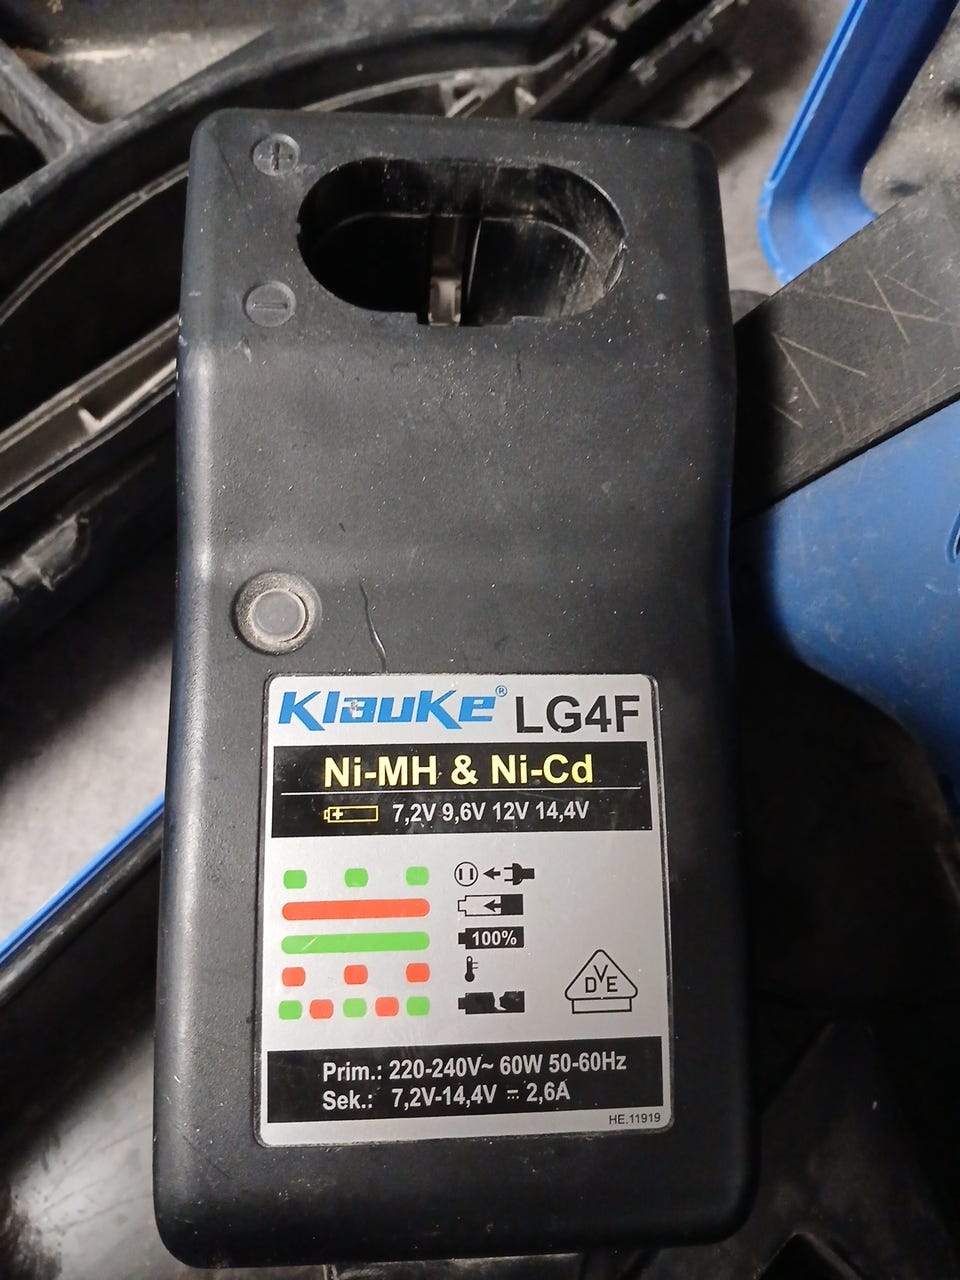 +
−
Klauke® LG4F
Ni-MH & Ni-Cd
7,2V 9,6V 12V 14,4V
100%
DVE
Prim.: 220-240V~ 60W 50-60Hz
Sek.: 7,2V-14,4V ⎓ 2,6A
HE.11919